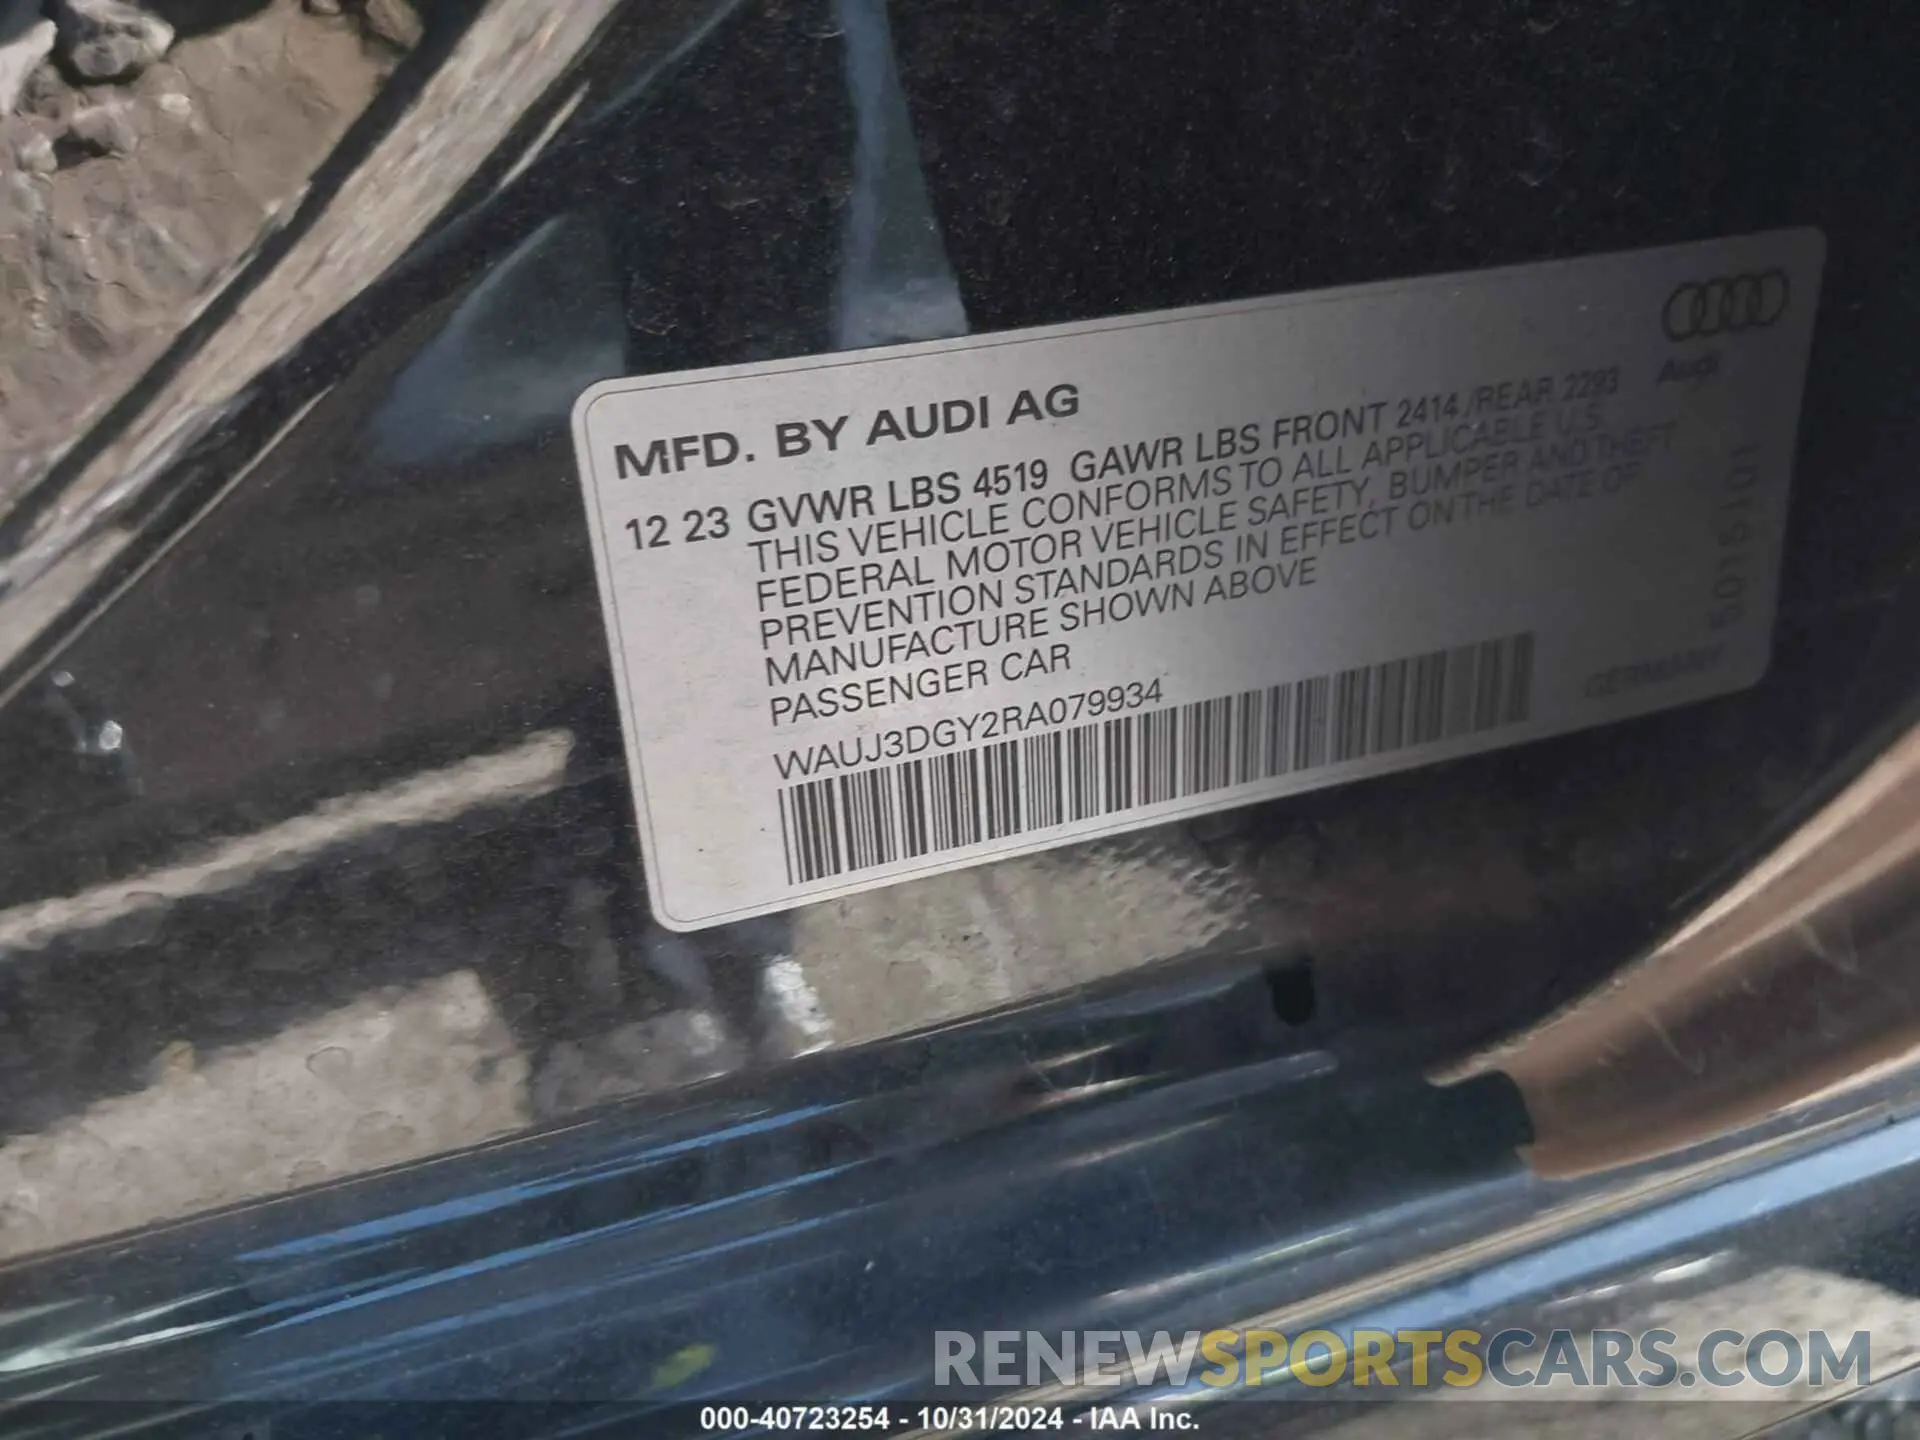 MFD. BY AUDI AG
12 23 GVWR LBS 4519 GAWR LBS FRONT 2414 /REAR 2293
THIS VEHICLE CONFORMS TO ALL APPLICABLE U.S.
FEDERAL MOTOR VEHICLE SAFETY, BUMPER AND THEFT
PREVENTION STANDARDS IN EFFECT ON THE DATE OF
MANUFACTURE SHOWN ABOVE
PASSENGER CAR
WAUJ3DGY2RA079934
Audi
GERMANY
RENEWSPORTSCARS.COM
000-40723254 - 10/31/2024 - IAA Inc.